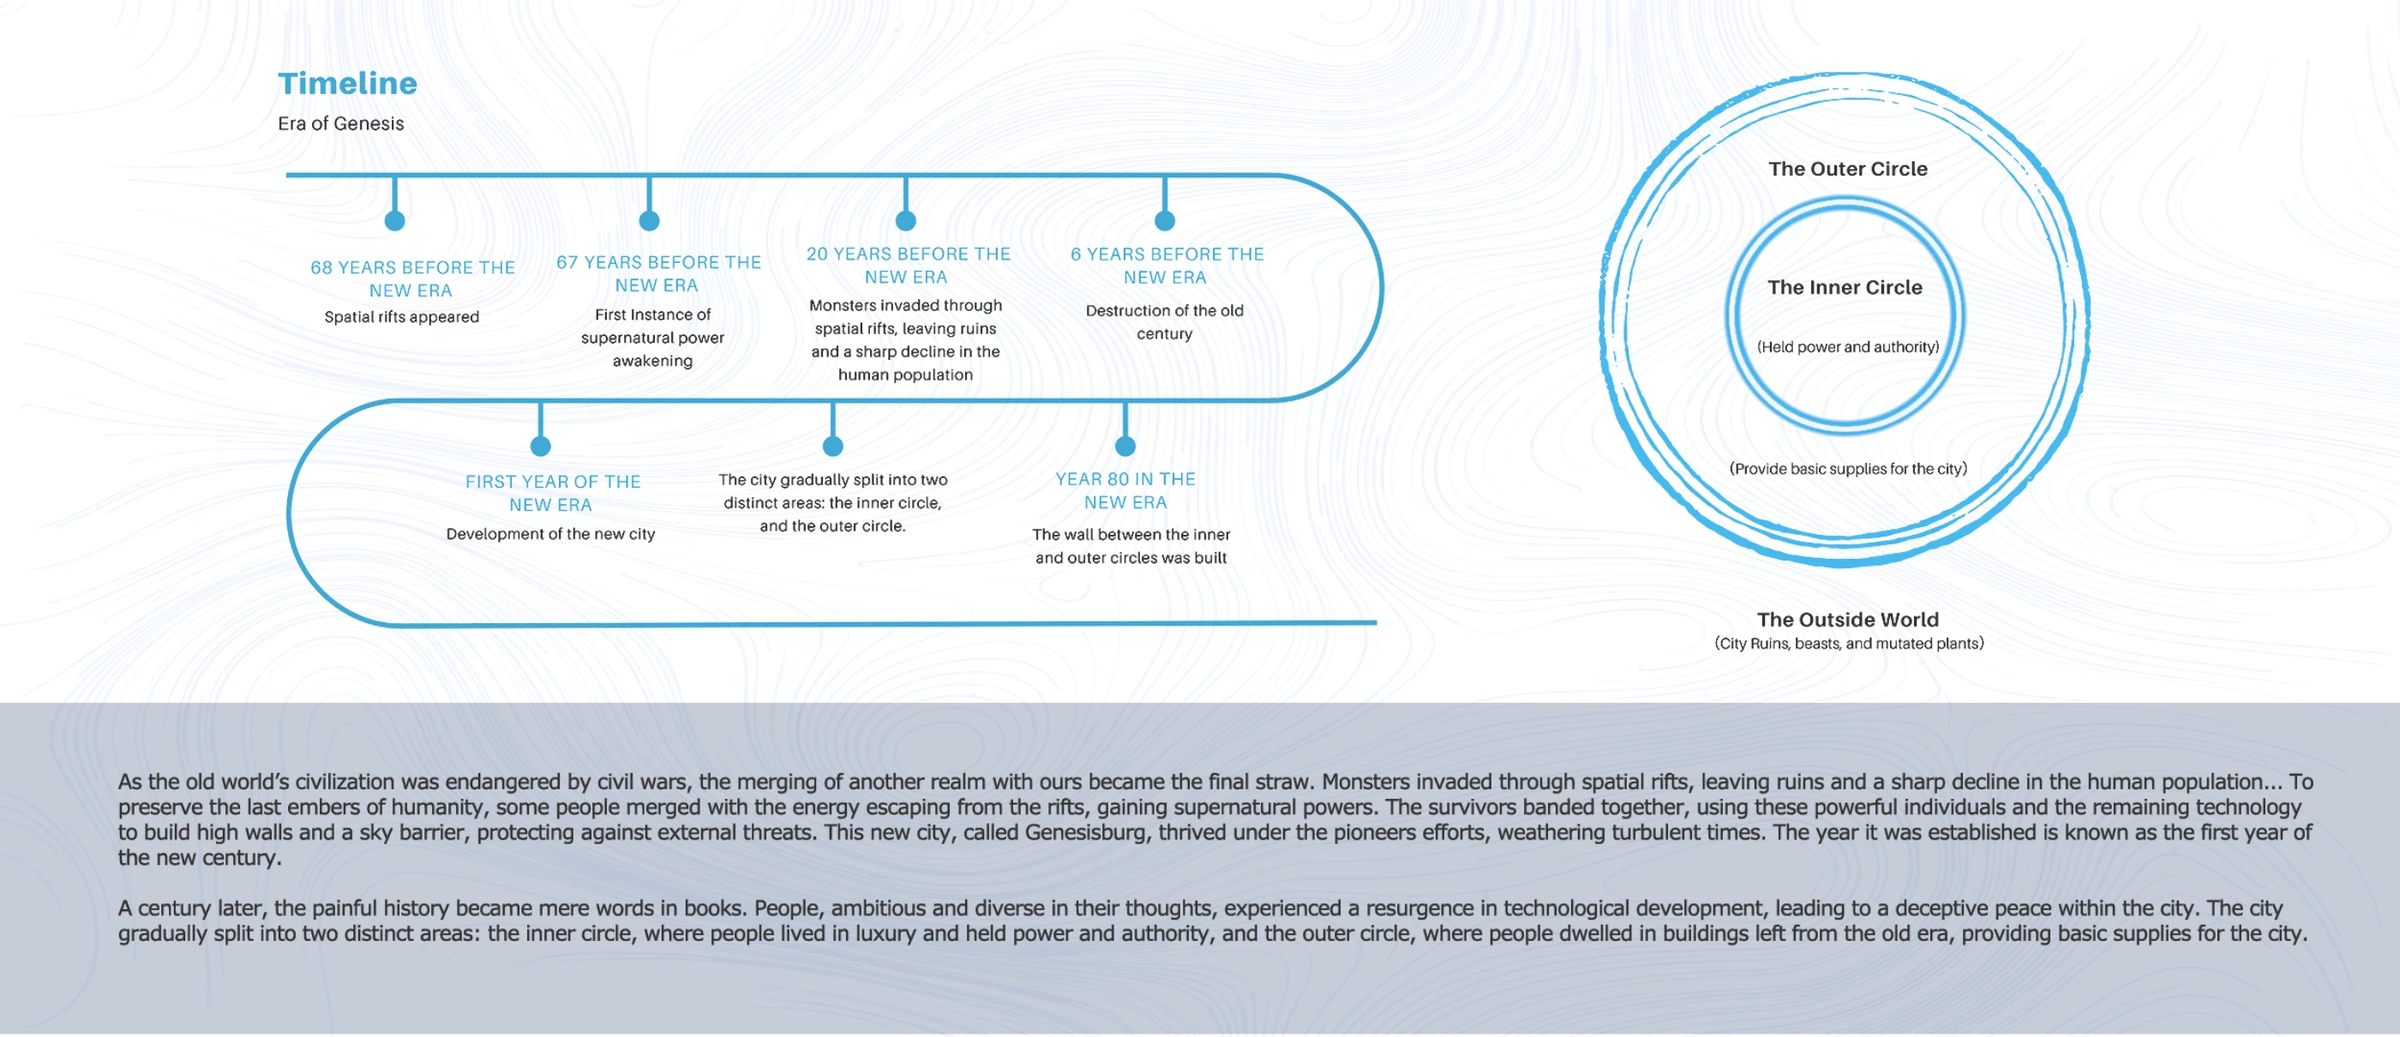 Timeline
Era of Genesis
68 YEARS BEFORE THE
NEW ERA
Spatial rifts appeared
67 YEARS BEFORE THE
NEW ERA
First Instance of
supernatural power
awakening
20 YEARS BEFORE THE
NEW ERA
Monsters invaded through
spatial rifts, leaving ruins
and a sharp decline in the
human population
6 YEARS BEFORE THE
NEW ERA
Destruction of the old
century
FIRST YEAR OF THE
NEW ERA
Development of the new city
The city gradually split into two
distinct areas: the inner circle,
and the outer circle.
YEAR 80 IN THE
NEW ERA
The wall between the inner
and outer circles was built
The Outer Circle
The Inner Circle
(Held power and authority)
(Provide basic supplies for the city)
The Outside World
(City Ruins, beasts, and mutated plants)
As the old world’s civilization was endangered by civil wars, the merging of another realm with ours became the final straw. Monsters invaded through spatial rifts, leaving ruins and a sharp decline in the human population... To
preserve the last embers of humanity, some people merged with the energy escaping from the rifts, gaining supernatural powers. The survivors banded together, using these powerful individuals and the remaining technology
to build high walls and a sky barrier, protecting against external threats. This new city, called Genesisburg, thrived under the pioneers efforts, weathering turbulent times. The year it was established is known as the first year of
the new century.
A century later, the painful history became mere words in books. People, ambitious and diverse in their thoughts, experienced a resurgence in technological development, leading to a deceptive peace within the city. The city
gradually split into two distinct areas: the inner circle, where people lived in luxury and held power and authority, and the outer circle, where people dwelled in buildings left from the old era, providing basic supplies for the city.